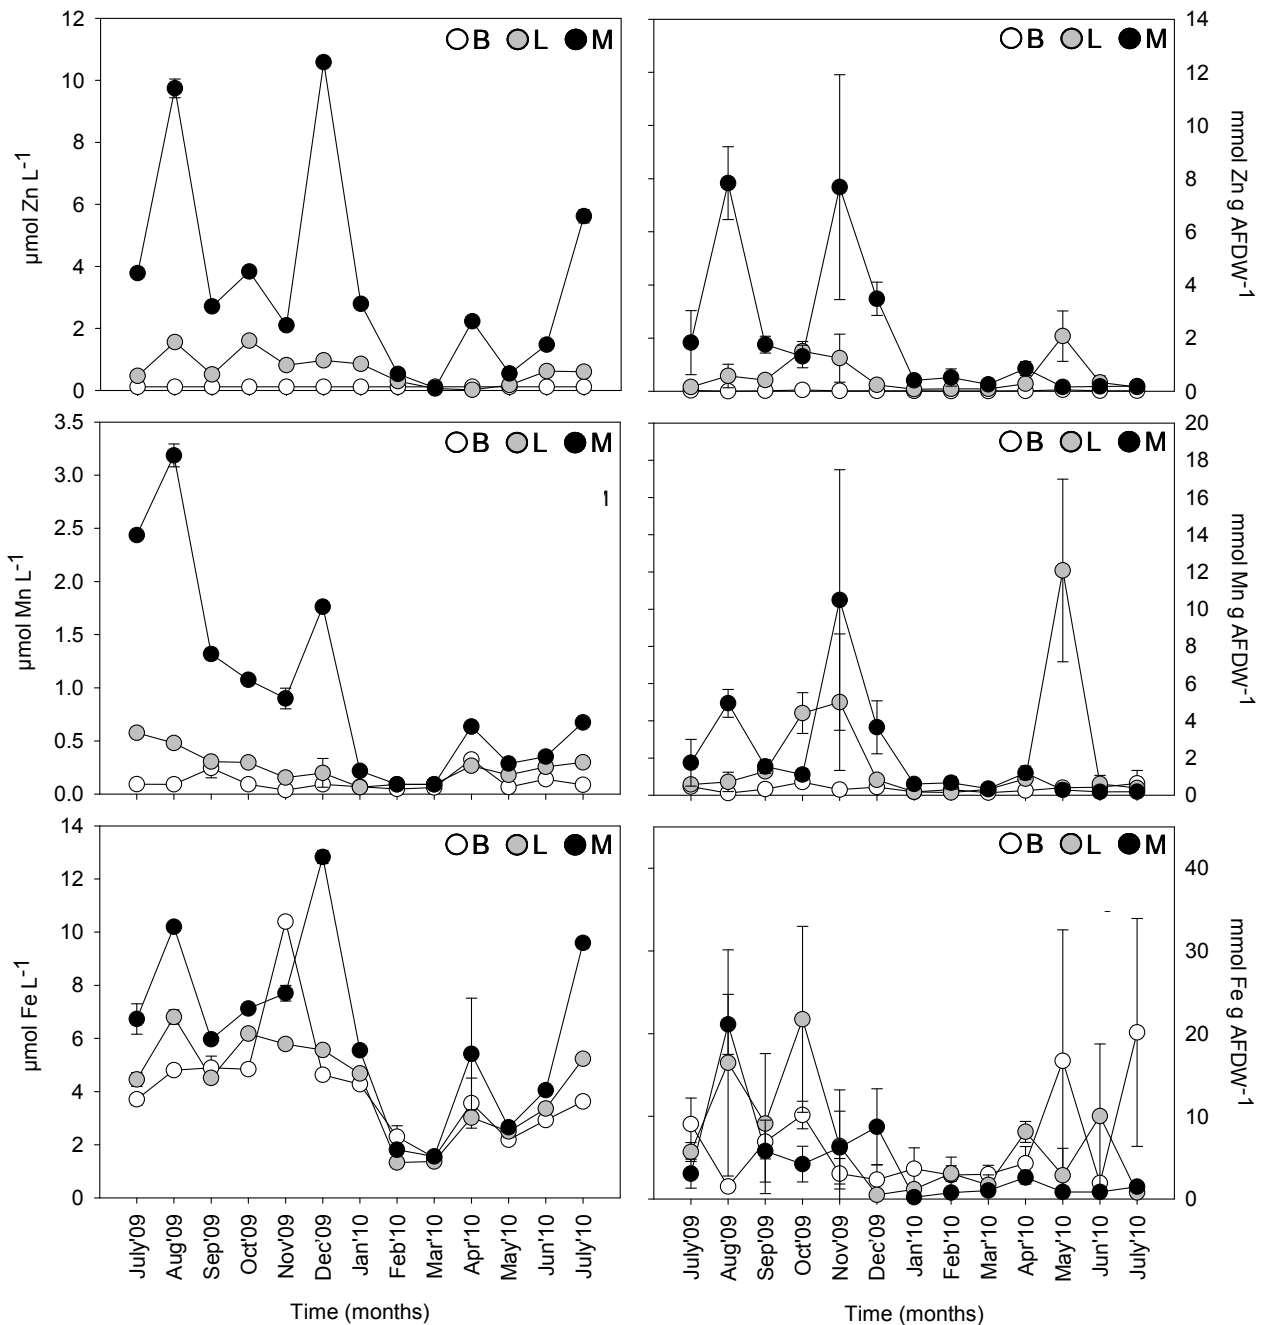 12
10
8
6
4
2
0
µmol Zn L⁻¹
B L M
14
12
10
8
6
4
2
0
mmol Zn g AFDW⁻¹
B L M
3.5
3.0
2.5
2.0
1.5
1.0
0.5
0.0
µmol Mn L⁻¹
B L M
20
18
16
14
12
10
8
6
4
2
0
mmol Mn g AFDW⁻¹
B L M
14
12
10
8
6
4
2
0
µmol Fe L⁻¹
B L M
40
30
20
10
0
mmol Fe g AFDW⁻¹
B L M
July'09 Aug'09 Sep'09 Oct'09 Nov'09 Dec'09 Jan'10 Feb'10 Mar'10 Apr'10 May'10 Jun'10 July'10
Time (months)
July'09 Aug'09 Sep'09 Oct'09 Nov'09 Dec'09 Jan'10 Feb'10 Mar'10 Apr'10 May'10 Jun'10 July'10
Time (months)